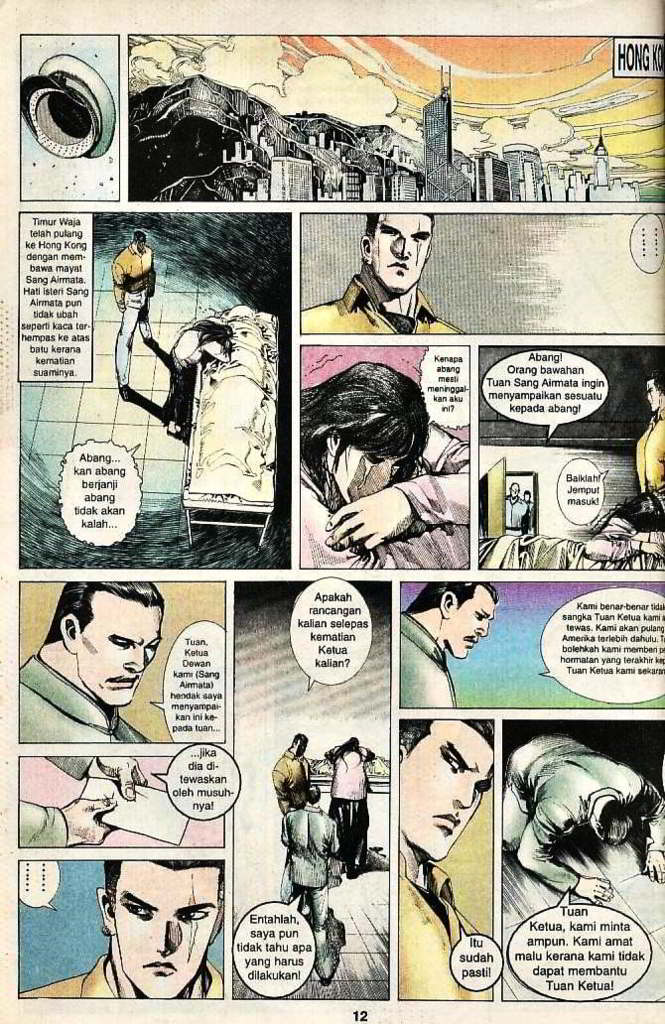 HONG
Timur Waja
telah pulang
ke Hong Kong
dengan mem-
bawa mayat
Sang Airmata.
Hati isteri Sang
Airmata pun
tidak ubah
seperti kaca ter-
hempas ke atas
batu kerana
kematian
suaminya.
Abang...
kan abang
berjanji
abang
tidak akan
kalah...
Kenapa
abang
mesti
meninggal-
kan aku
ini?
Abang!
Orang bawahan
Tuan Sang Airmata ingin
menyampaikan sesuatu
kepada abang!
Baiklah!
Jemput
masuk!
Tuan,
Ketua
Dewan
kami (Sang
Airmata)
hendak saya
menyampai-
kan ini ke-
pada tuan...
...jika
dia di-
tewaskan
oleh musuh-
nya!
Apakah
rancangan
kalian selepas
kematian
Ketua
kalian?
Entahlah,
saya pun
tidak tahu apa
yang harus
dilakukan!
Kami benar-benar
sangka Tuan Ketua kami
tewas. Kami akan pulang
Amerika terlebih dahulu.
bolehkah kami memberi
hormatan yang terakhir
Tuan Ketua kami
Itu
sudah
pasti!
Tuan
Ketua, kami minta
ampun. Kami amat
malu kerana kami tidak
dapat membantu
Tuan Ketua!
12